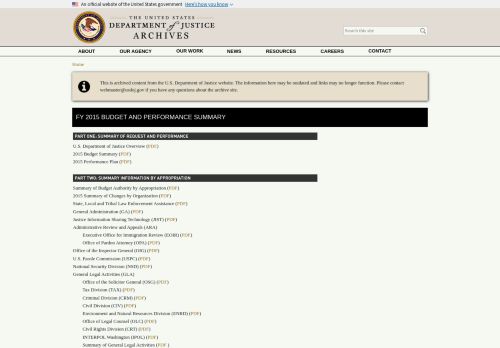 An official website of the United States government Here's how you know
THE UNITED STATES
DEPARTMENT of JUSTICE
ARCHIVES
Search this site
ABOUT OUR AGENCY OUR WORK NEWS RESOURCES CAREERS CONTACT
Home
This is archived content from the U.S. Department of Justice website. The information here may be outdated and links may no longer function. Please contact
webmaster@usdoj.gov if you have any questions about the archive site.
FY 2015 BUDGET AND PERFORMANCE SUMMARY
PART ONE: SUMMARY OF REQUEST AND PERFORMANCE
U.S. Department of Justice Overview (PDF)
2015 Budget Summary (PDF)
2015 Performance Plan (PDF)
PART TWO: SUMMARY INFORMATION BY APPROPRIATION
Summary of Budget Authority by Appropriation (PDF)
2015 Summary of Changes by Organization (PDF)
State, Local and Tribal Law Enforcement Assistance (PDF)
General Administration (GA) (PDF)
Justice Information Sharing Technology (JIST) (PDF)
Administrative Review and Appeals (ARA)
Executive Office for Immigration Review (EOIR) (PDF)
Office of Pardon Attorney (OPA) (PDF)
Office of the Inspector General (OIG) (PDF)
U.S. Parole Commission (USPC) (PDF)
National Security Division (NSD) (PDF)
General Legal Activities (GLA)
Office of the Solicitor General (OSG) (PDF)
Tax Division (TAX) (PDF)
Criminal Division (CRM) (PDF)
Civil Division (CIV) (PDF)
Environment and Natural Resources Division (ENRD) (PDF)
Office of Legal Counsel (OLC) (PDF)
Civil Rights Division (CRT) (PDF)
INTERPOL Washington (IPOL) (PDF)
Summary of General Legal Activities (PDF )